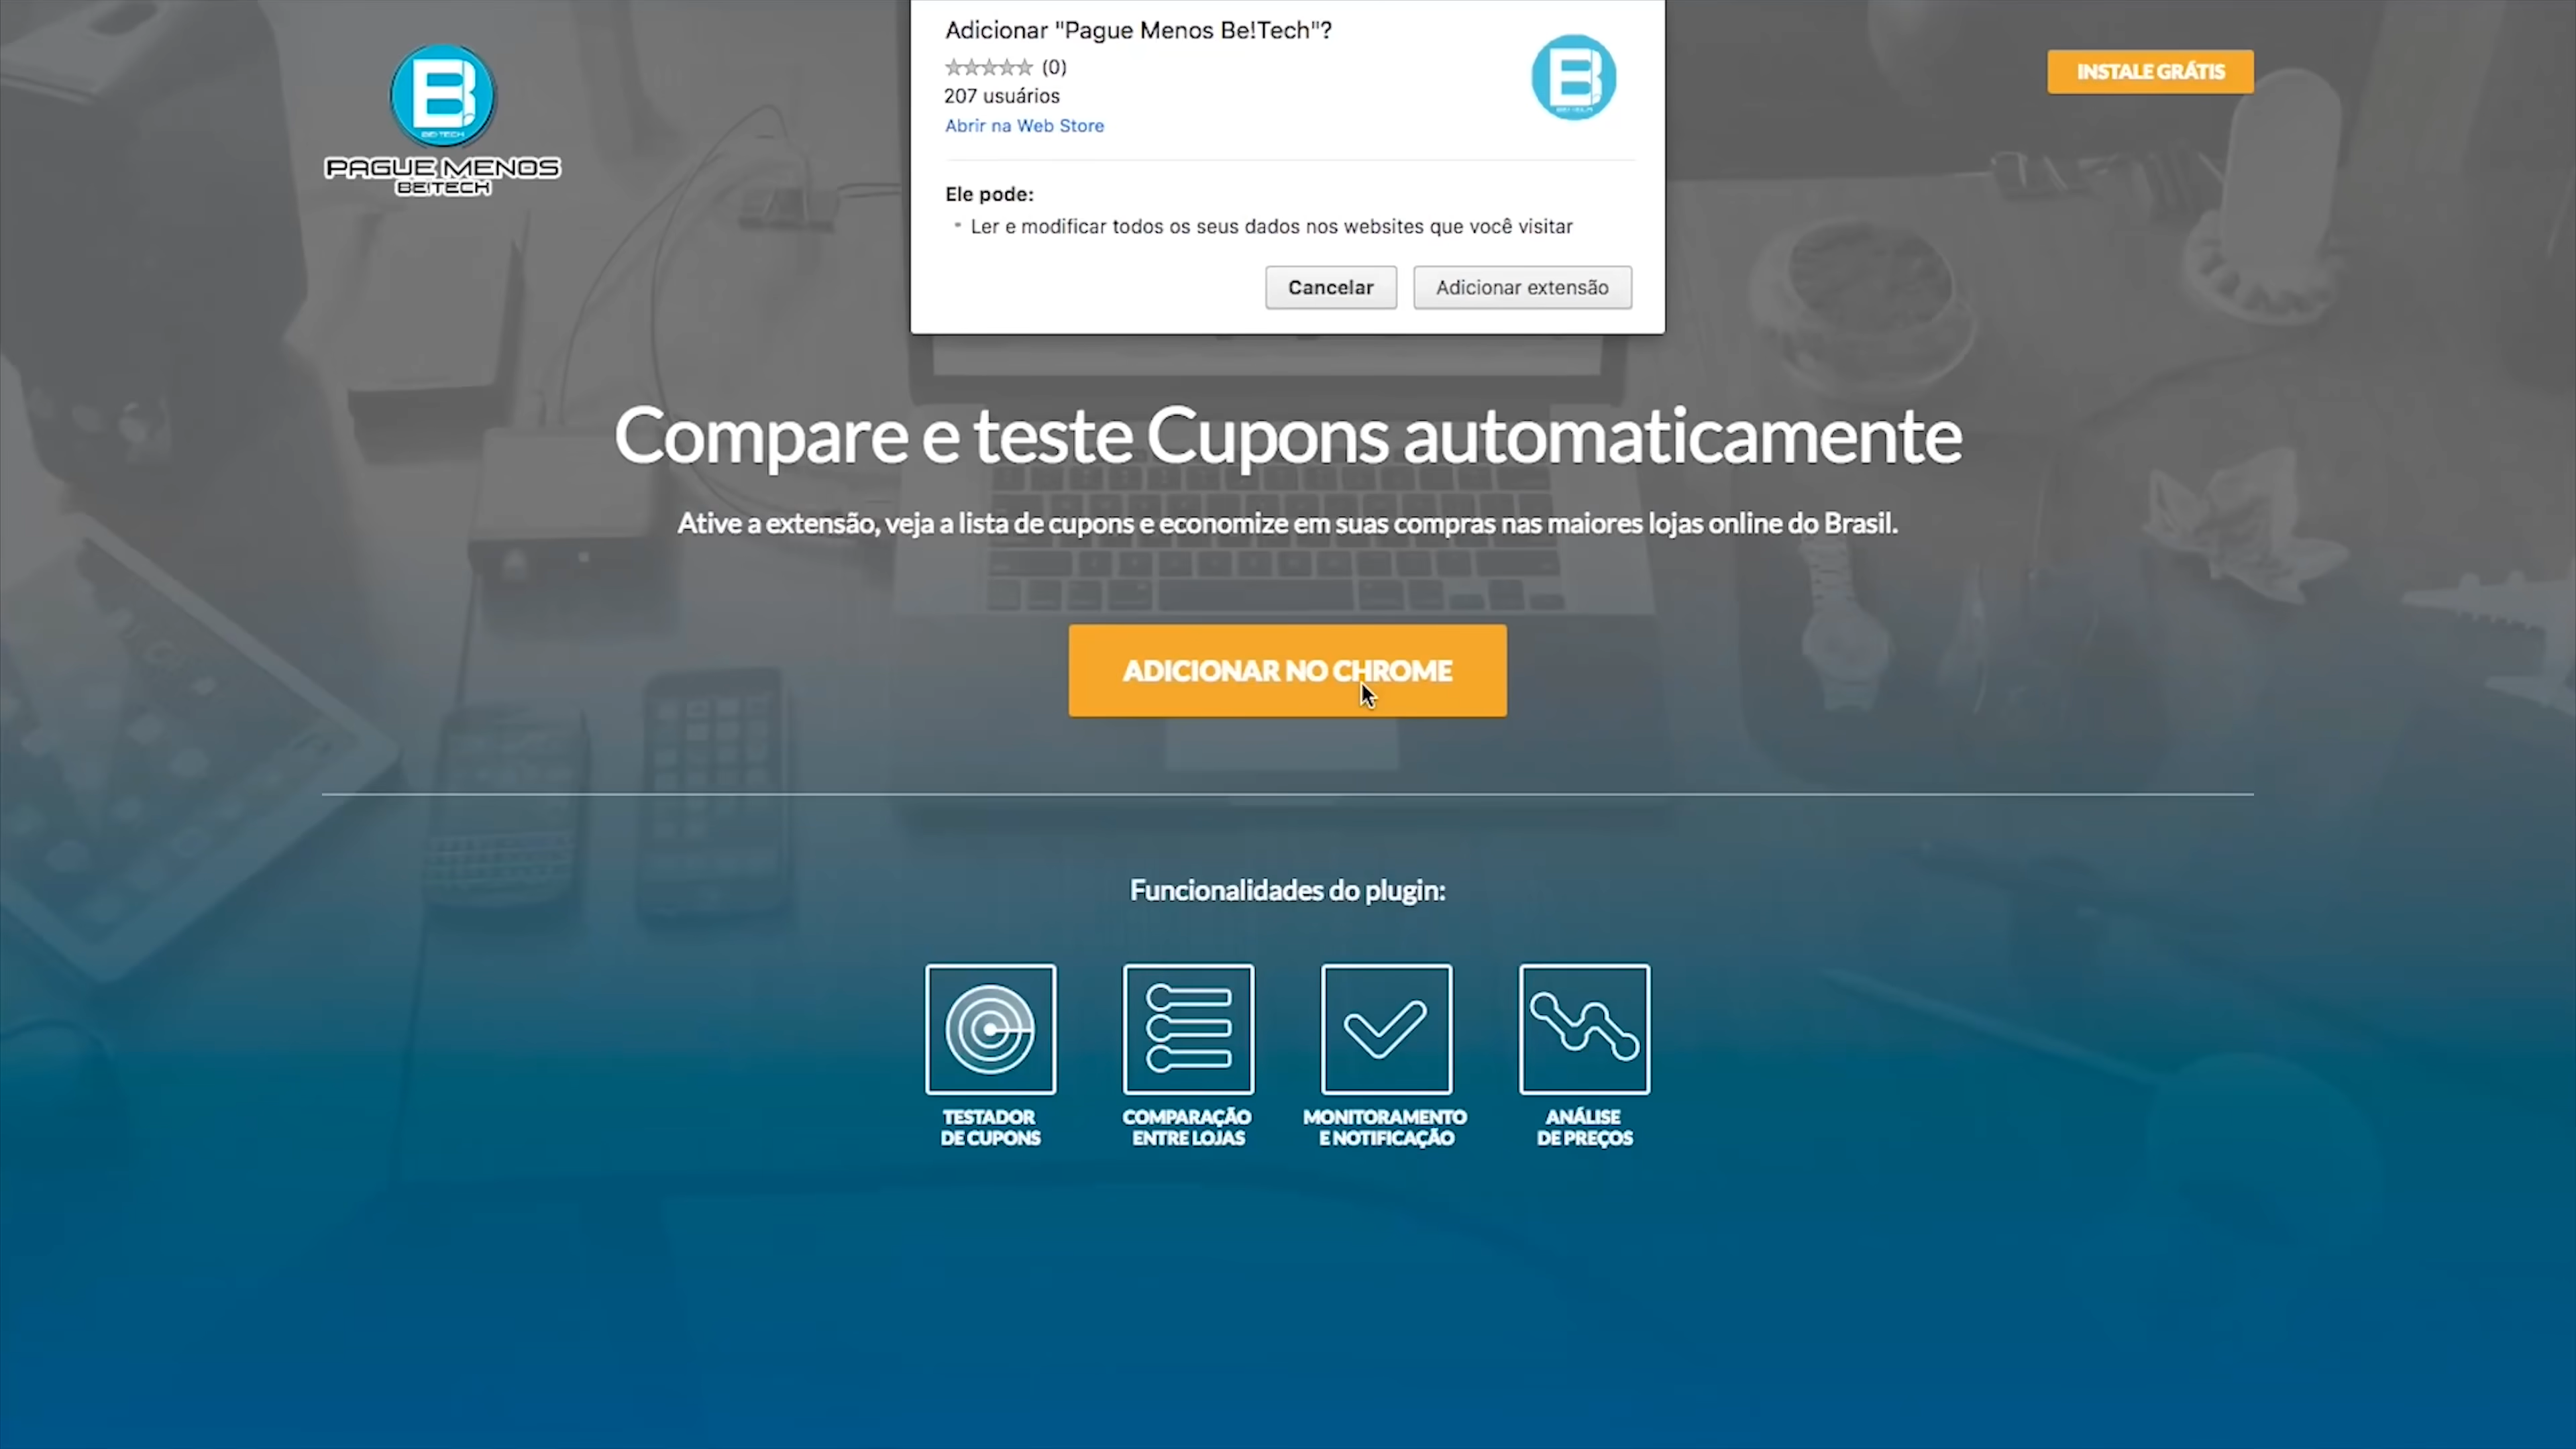 Adicionar "Pague Menos Be!Tech"?
(0)
207 usuários
Abrir na Web Store
Ele pode:
Ler e modificar todos os seus dados nos websites que você visitar
Cancelar
Adicionar extensão
B
BE!TECH
PAGUE MENOS
BE!TECH
INSTALE GRÁTIS
Compare e teste Cupons automaticamente
Ative a extensão, veja a lista de cupons e economize em suas compras nas maiores lojas online do Brasil.
ADICIONAR NO CHROME
Funcionalidades do plugin:
TESTADOR
DE CUPONS
COMPARAÇÃO
ENTRE LOJAS
MONITORAMENTO
E NOTIFICAÇÃO
ANÁLISE
DE PREÇOS